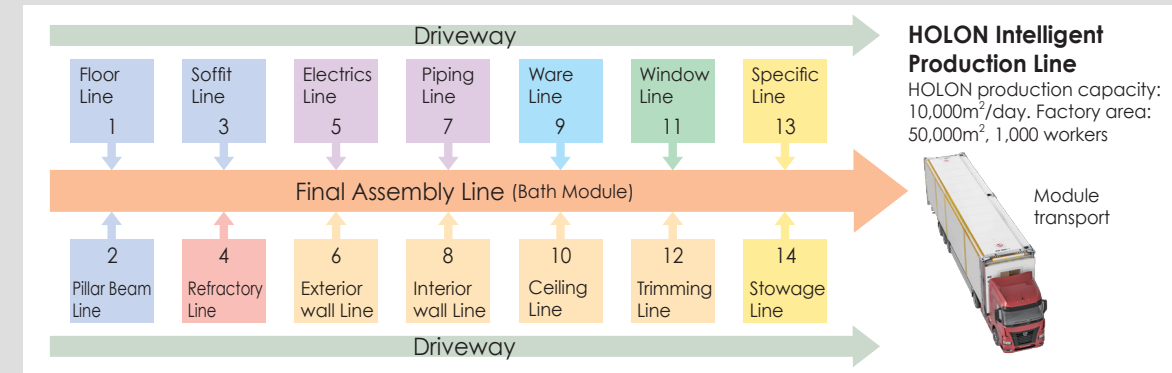 Driveway
Floor
Line
1
Soffit
Line
3
Electrics
Line
5
Piping
Line
7
Ware
Line
9
Window
Line
11
Specific
Line
13
Final Assembly Line (Bath Module)
2
Pillar Beam
Line
4
Refractory
Line
6
Exterior
wall Line
8
Interior
wall Line
10
Ceiling
Line
12
Trimming
Line
14
Stowage
Line
Driveway
HOLON Intelligent
Production Line
HOLON production capacity:
10,000m²/day. Factory area:
50,000m², 1,000 workers
Module
transport